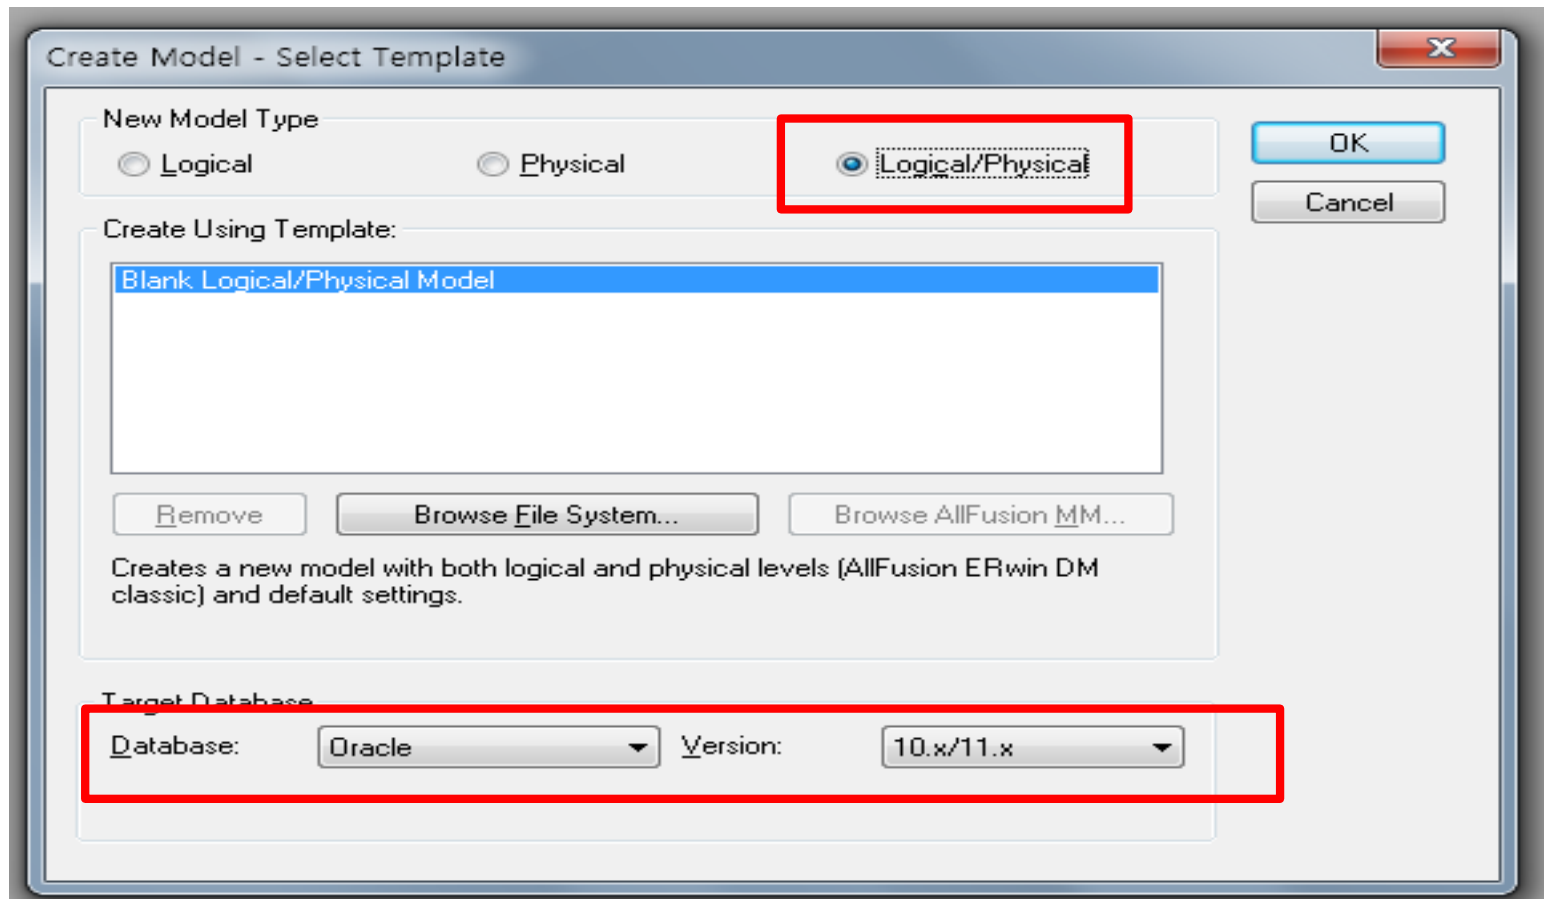 Create Model - Select Template
New Model Type
Logical Physical Logical/Physical
OK
Cancel
Create Using Template:
Blank Logical/Physical Model
Remove Browse File System... Browse AllFusion MM...
Creates a new model with both logical and physical levels (AllFusion ERwin DM
classic) and default settings.
Target Database
Database: Oracle Version: 10.x/11.x